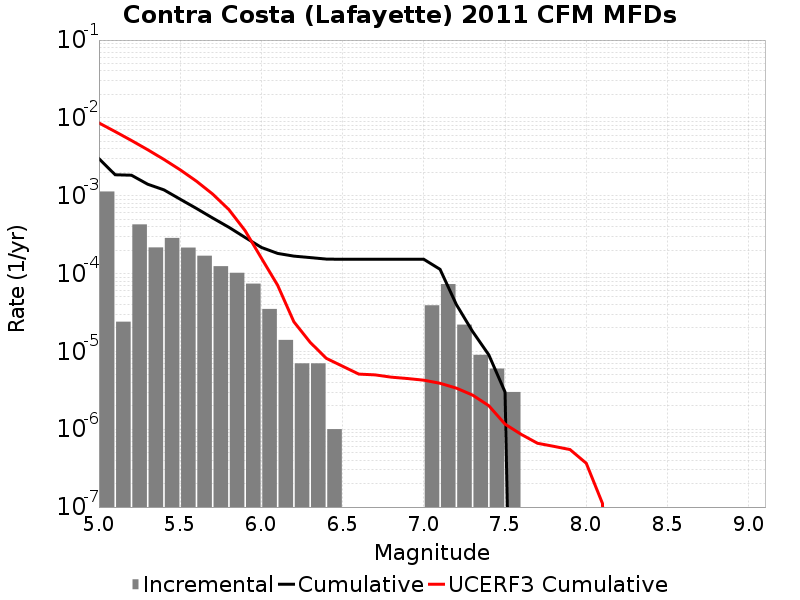 Contra Costa (Lafayette) 2011 CFM MFDs
10-1
10-2
10-3
10-4
10-5
10-6
10-7
Rate (1/yr)
5.0 5.5 6.0 6.5 7.0 7.5 8.0 8.5 9.0
Magnitude
Incremental Cumulative UCERF3 Cumulative